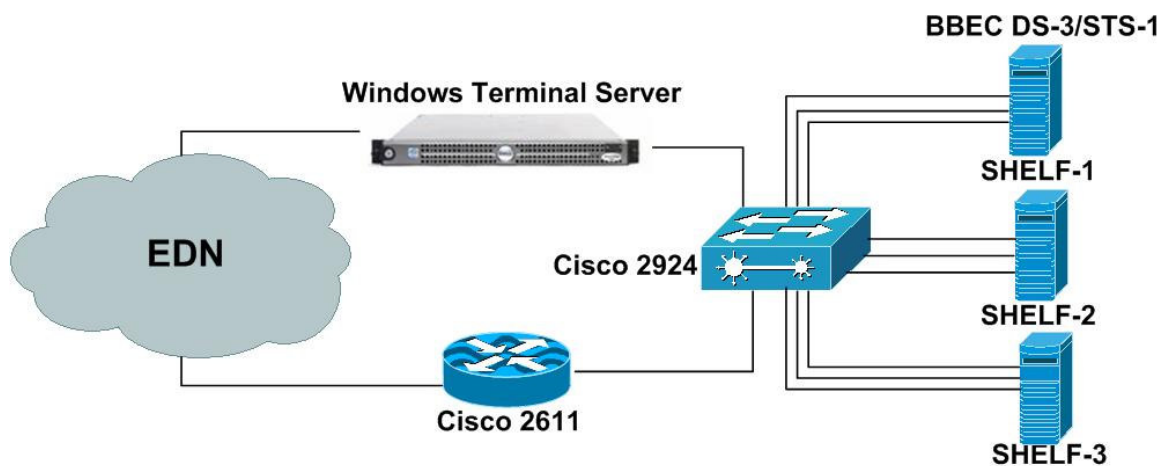 BBEC DS-3/STS-1
Windows Terminal Server
SHELF-1
EDN
Cisco 2924
SHELF-2
Cisco 2611
SHELF-3